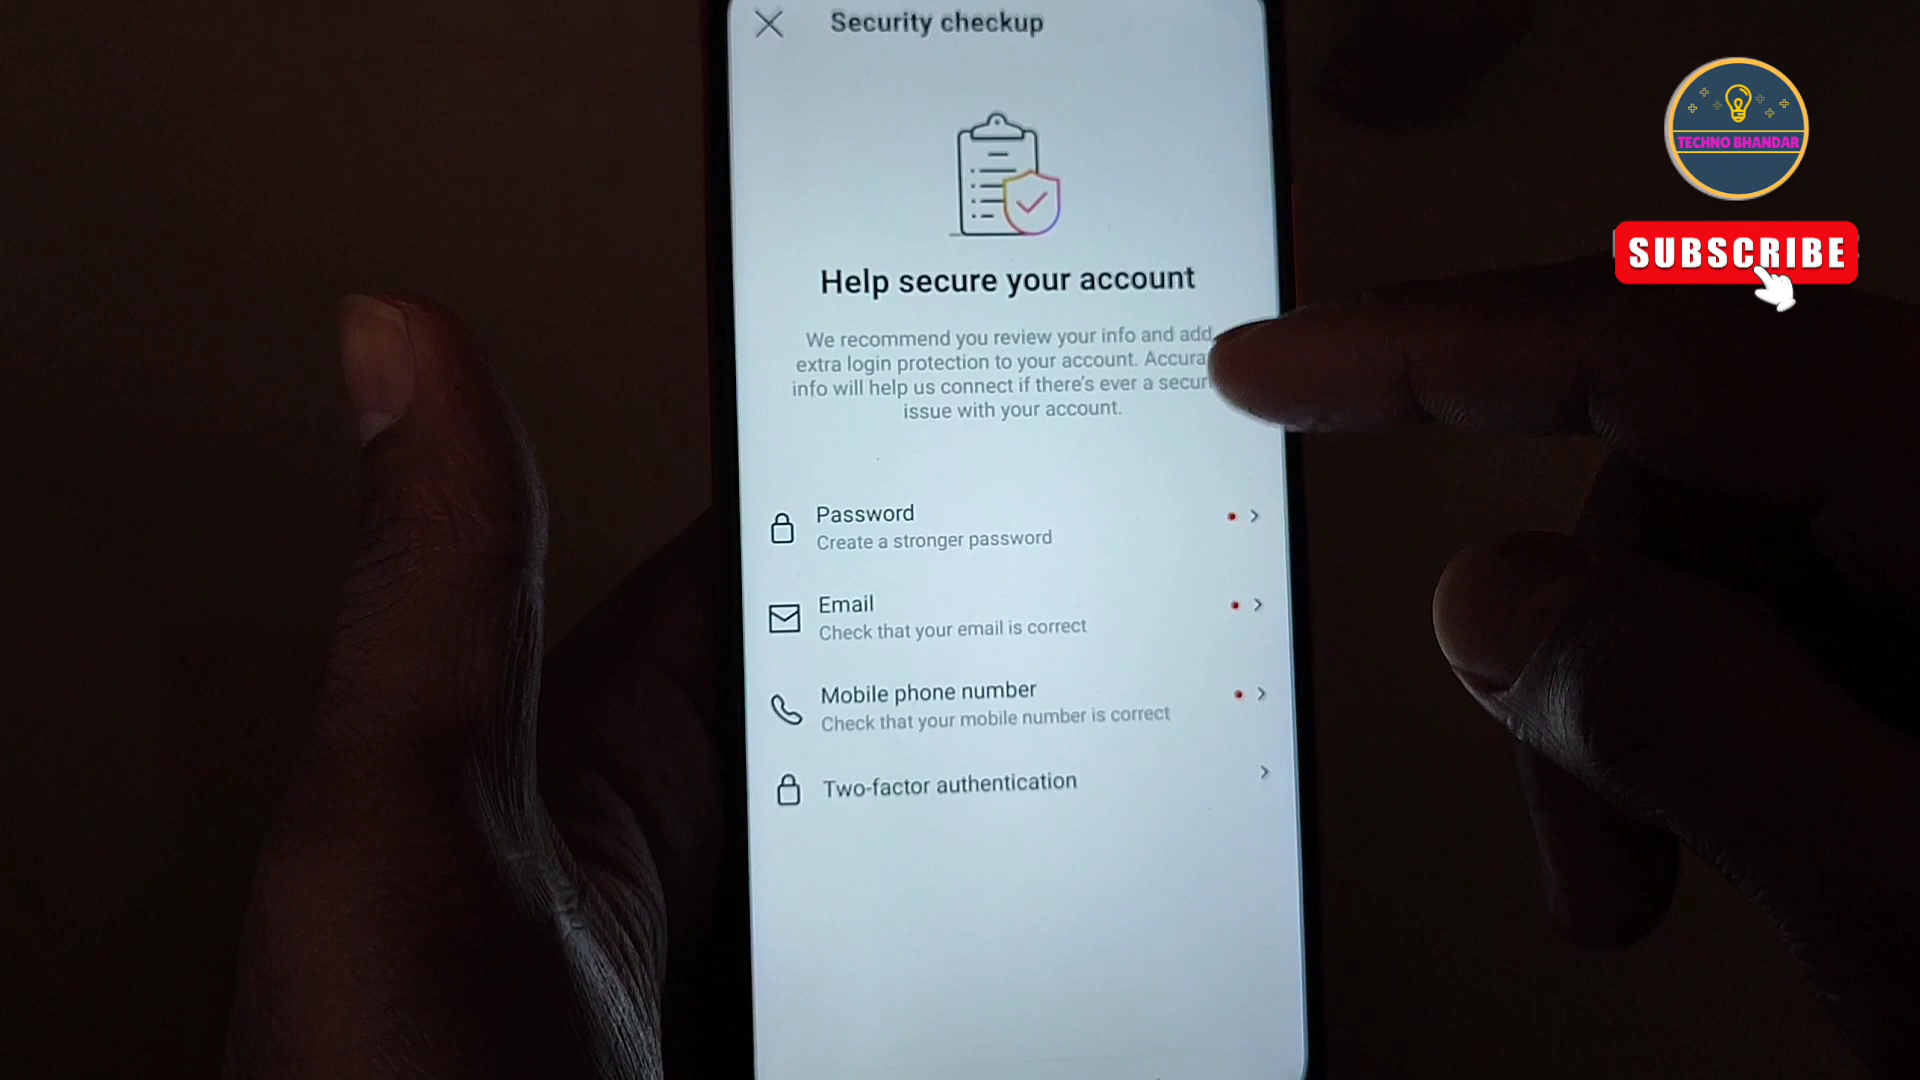 Security checkup
TECHNO BHANDAR
SUBSCRIBE
Help secure your account
We recommend you review your info and add
extra login protection to your account.
info will help us connect if there's ever a
issue with your account.
Password
Create a stronger password
Email
Check that your email is correct
Mobile phone number
Check that your mobile number is correct
Two-factor authentication